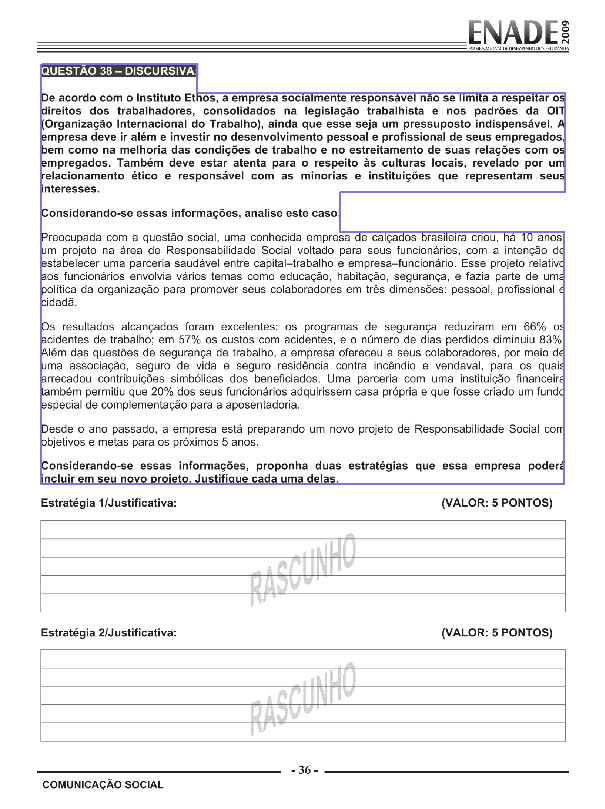 ENADE 2009
EXAME NACIONAL DE DESEMPENHO DOS ESTUDANTES
QUESTÃO 38 – DISCURSIVA
De acordo com o Instituto Ethos, a empresa socialmente responsável não se limita a respeitar os
direitos dos trabalhadores, consolidados na legislação trabalhista e nos padrões da OIT
(Organização Internacional do Trabalho), ainda que esse seja um pressuposto indispensável. A
empresa deve ir além e investir no desenvolvimento pessoal e profissional de seus empregados,
bem como na melhoria das condições de trabalho e no estreitamento de suas relações com os
empregados. Também deve estar atenta para o respeito às culturas locais, revelado por um
relacionamento ético e responsável com as minorias e instituições que representam seus
interesses.
Considerando-se essas informações, analise este caso.
Preocupada com a questão social, uma conhecida empresa de calçados brasileira criou, há 10 anos,
um projeto na área de Responsabilidade Social voltado para seus funcionários, com a intenção de
estabelecer uma parceria saudável entre capital–trabalho e empresa–funcionário. Esse projeto relativo
aos funcionários envolvia vários temas como educação, habitação, segurança, e fazia parte de uma
política da organização para promover seus colaboradores em três dimensões: pessoal, profissional e
cidadã.
Os resultados alcançados foram excelentes: os programas de segurança reduziram em 66% os
acidentes de trabalho; em 57% os custos com acidentes, e o número de dias perdidos diminuiu 83%.
Além das questões de segurança de trabalho, a empresa ofereceu a seus colaboradores, por meio de
uma associação, seguro de vida e seguro residência contra incêndio e vendaval, para os quais
arrecadou contribuições simbólicas dos beneficiados. Uma parceria com uma instituição financeira
também permitiu que 20% dos seus funcionários adquirissem casa própria e que fosse criado um fundo
especial de complementação para a aposentadoria.
Desde o ano passado, a empresa está preparando um novo projeto de Responsabilidade Social com
objetivos e metas para os próximos 5 anos.
Considerando-se essas informações, proponha duas estratégias que essa empresa poderá
incluir em seu novo projeto. Justifique cada uma delas.
Estratégia 1/Justificativa: (VALOR: 5 PONTOS)
RASCUNHO
Estratégia 2/Justificativa: (VALOR: 5 PONTOS)
RASCUNHO
- 36 -
COMUNICAÇÃO SOCIAL